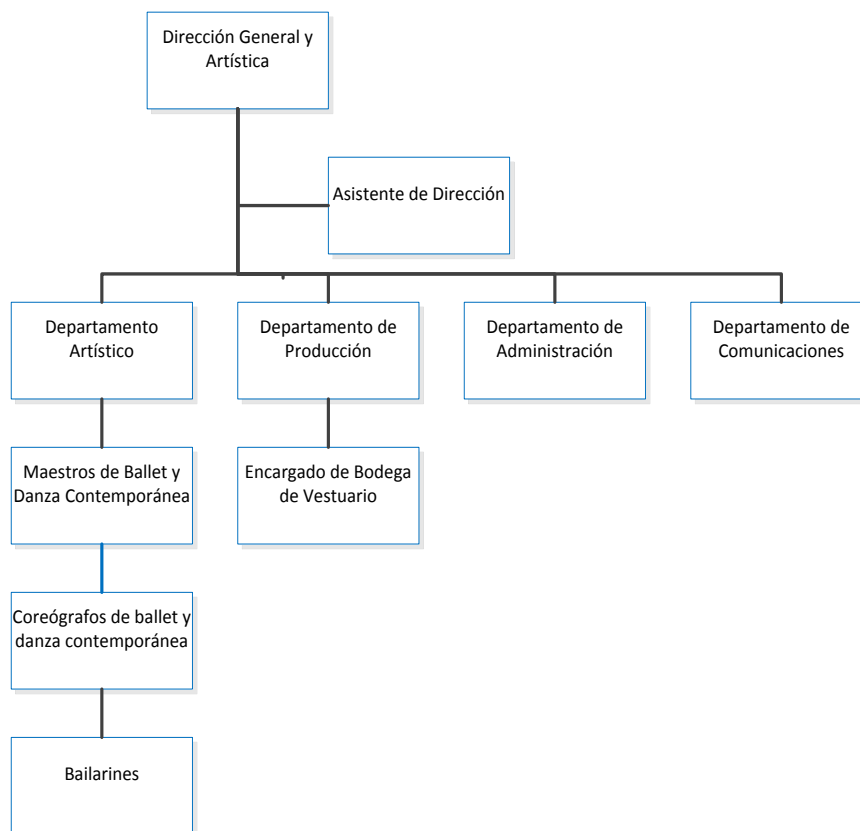 Dirección General y
Artística
Asistente de Dirección
Departamento
Artístico
Departamento de
Producción
Departamento de
Administración
Departamento de
Comunicaciones
Maestros de Ballet y
Danza Contemporánea
Encargado de Bodega
de Vestuario
Coreógrafos de ballet y
danza contemporánea
Bailarines